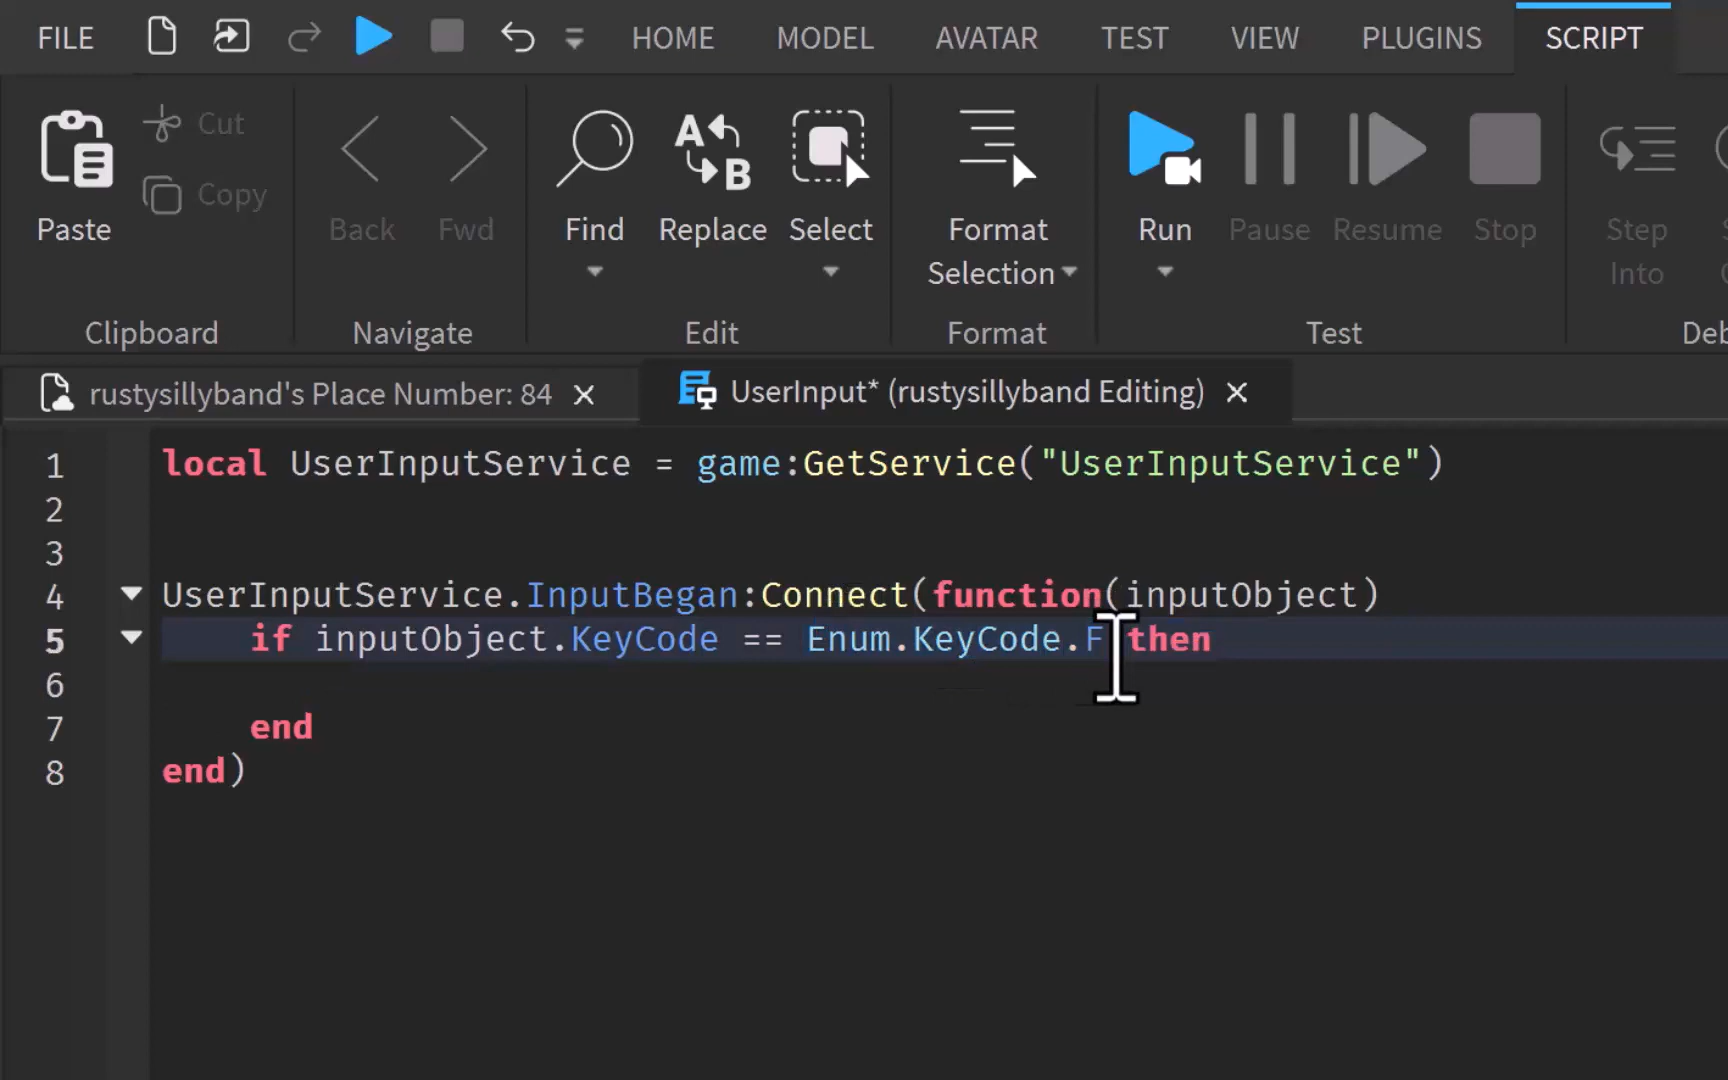 FILE HOME MODEL AVATAR TEST VIEW PLUGINS SCRIPT
Cut
Copy
Paste Back Fwd Find Replace Select Format Run Pause Resume Stop Step
Selection Into
Clipboard Navigate Edit Format Test
rustysillyband's Place Number: 84 UserInput* (rustysillyband Editing)
1 local UserInputService = game:GetService("UserInputService")
2
3
4 UserInputService.InputBegan:Connect(function(inputObject)
5 if inputObject.KeyCode == Enum.KeyCode.F then
6
7 end
8 end)